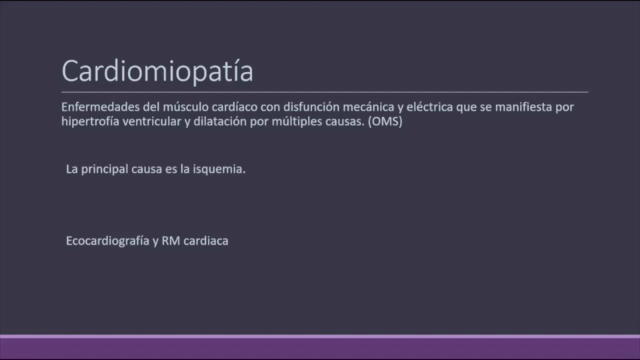 Cardiomiopatía
Enfermedades del músculo cardíaco con disfunción mecánica y eléctrica que se manifiesta por
hipertrofía ventricular y dilatación por múltiples causas. (OMS)
La principal causa es la isquemia.
Ecocardiografía y RM cardiaca